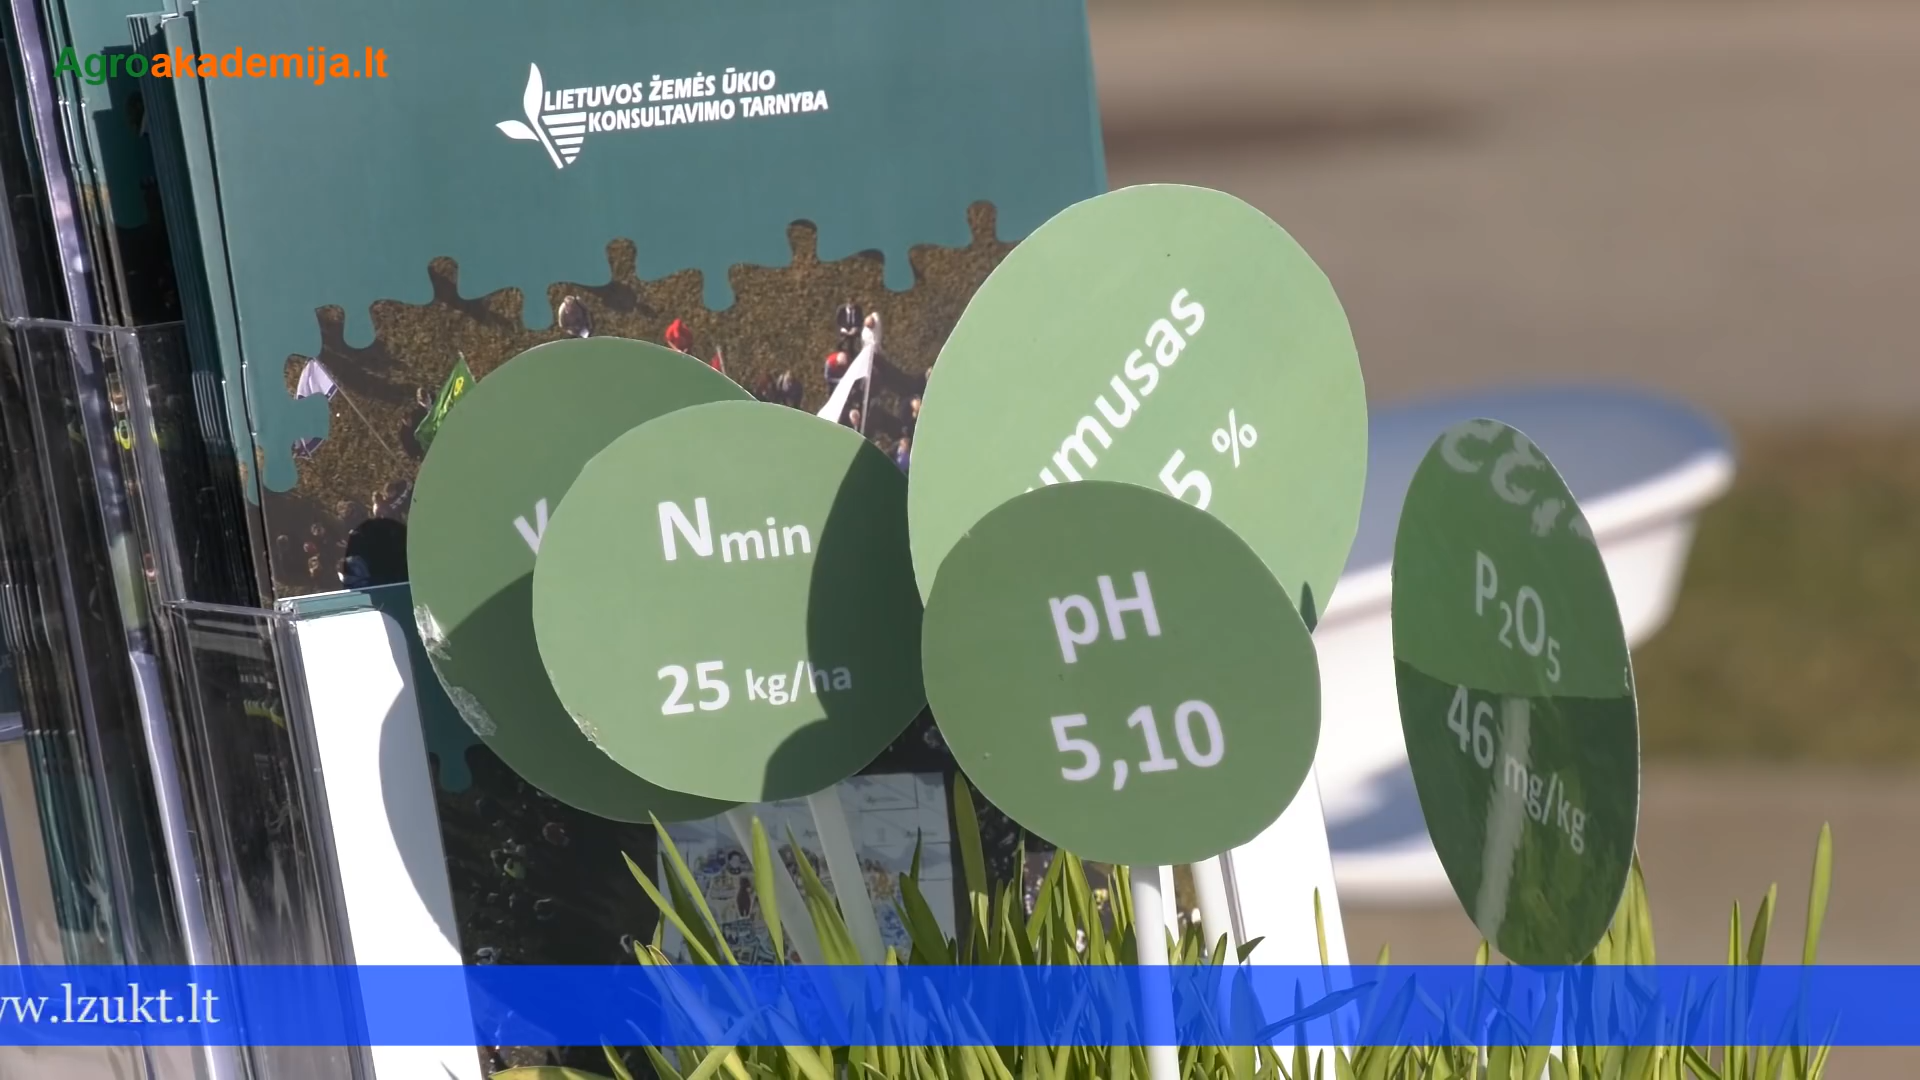 Agroakademija.lt
LIETUVOS ŽEMĖS ŪKIO
KONSULTAVIMO TARNYBA
5 %
Nmin
25 kg/ha
pH
5,10
P₂O₅
46 mg/kg
www.lzukt.lt